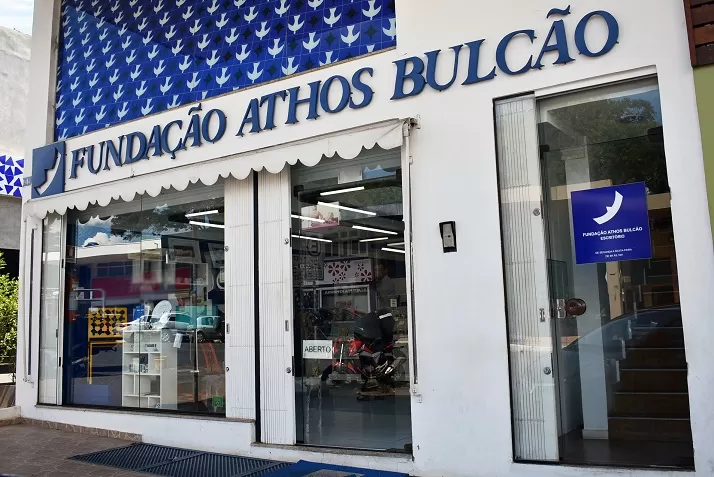 FUNDAÇÃO ATHOS BULCÃO
ABERTO
FUNDAÇÃO ATHOS BULCÃO
ESCRITÓRIO